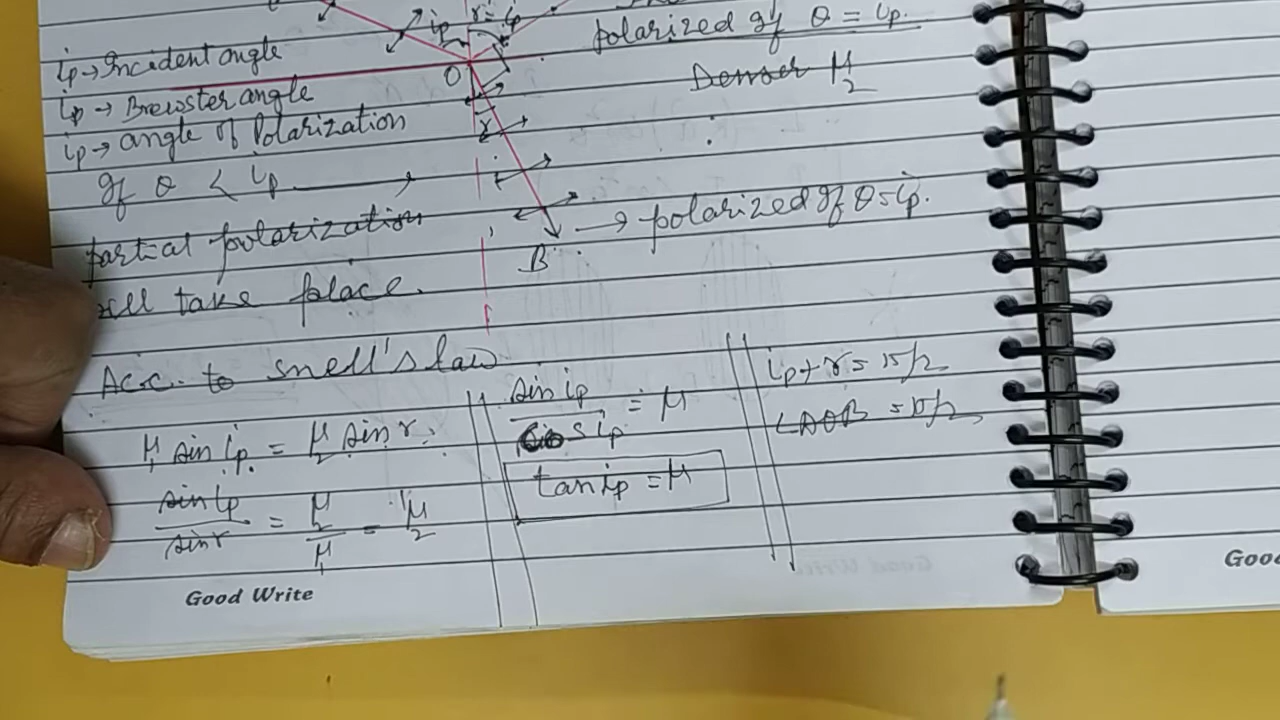 ip r = ip
polarized If θ = ip.
ip → Incident angle
O
Denser μ2
ip → Brewster angle
ip → angle of Polarization
r
If θ < ip →
→ polarized If θ = ip.
partial polarization
B
will take place.
Acc. to snell's law
μ1 sin ip = μ2 sin r
sin ip / sin r = μ2 / μ1 = 1μ2
sin ip / cos ip = μ
tan ip = μ
ip + r = π/2
∠AOB = π/2
Good Write
Good